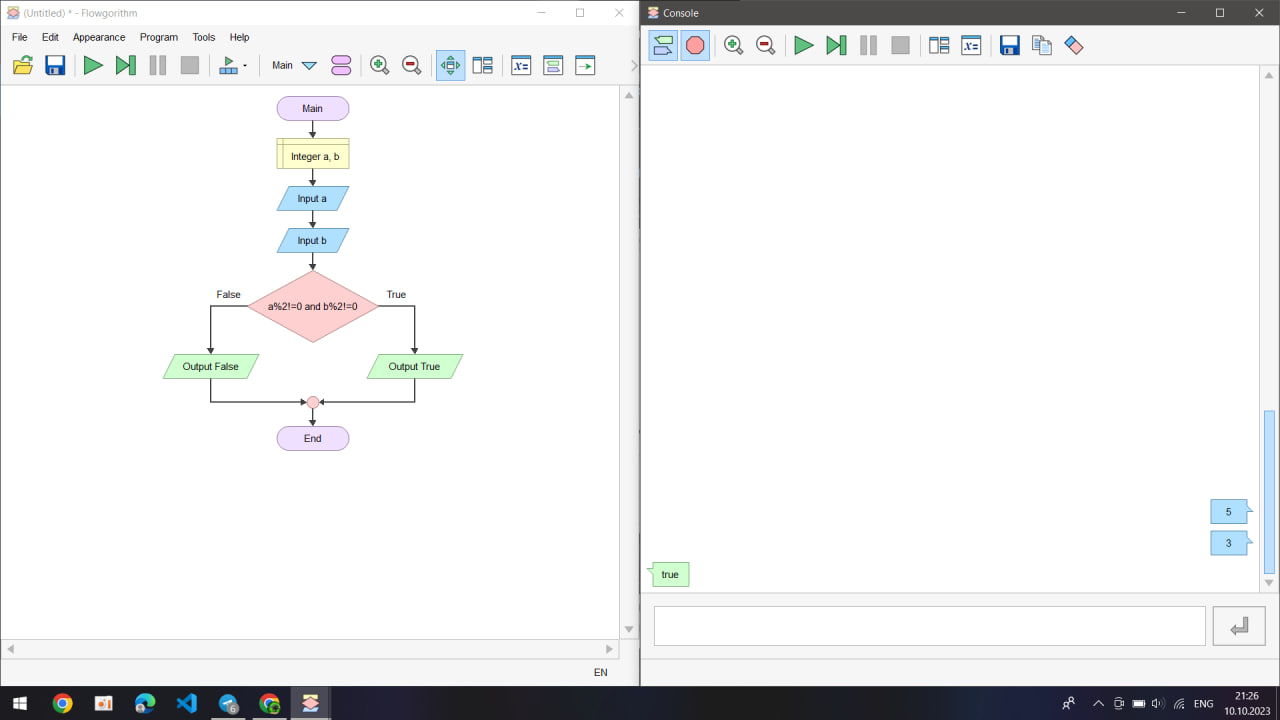 (Untitled) * - Flowgorithm
File Edit Appearance Program Tools Help
Main
Main
Integer a, b
Input a
Input b
False
True
a%2!=0 and b%2!=0
Output False
Output True
End
EN
Console
5
3
true
ENG
21:26
10.10.2023